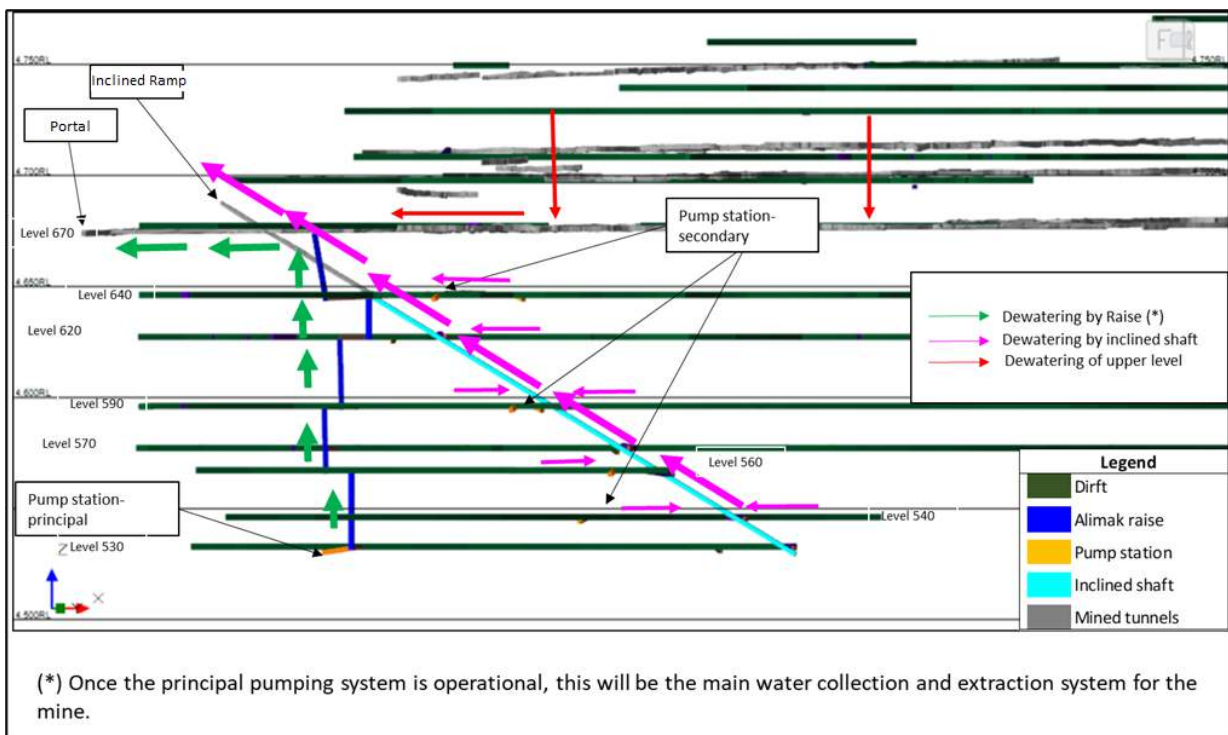 4.750RL
4.750RL
Inclined Ramp
Portal
4.700RL
4.700RL
Level 670
Pump station-
secondary
4.650RL
Level 640
Level 620
Dewatering by Raise (*)
Dewatering by inclined shaft
Dewatering of upper level
4.600RL
Level 590
Level 570
Level 560
Pump station-
principal
Level 540
Level 530
Z
X
4.500RL
Legend
Dirft
Alimak raise
Pump station
Inclined shaft
Mined tunnels
(*) Once the principal pumping system is operational, this will be the main water collection and extraction system for the
mine.